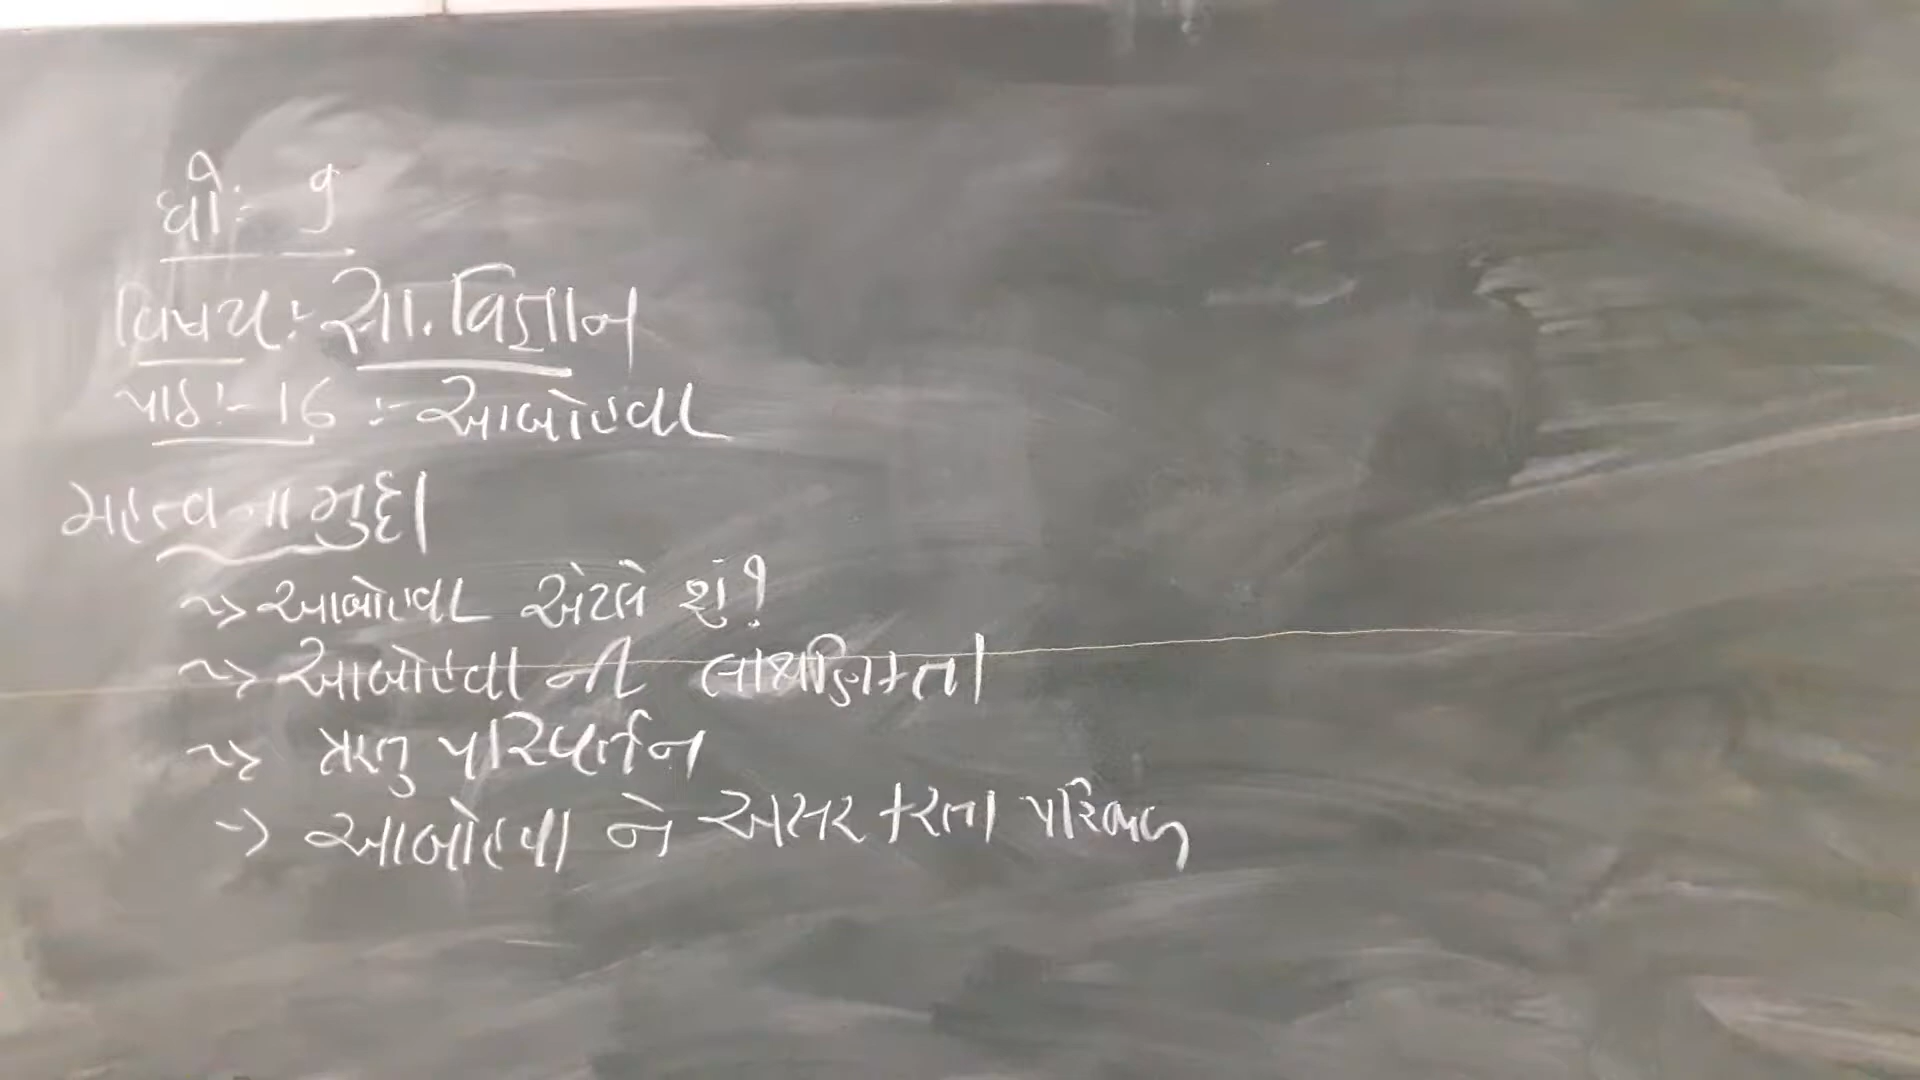 ધો:- 9
વિષય:- સા. વિજ્ઞાન
પાઠ:- 16 :- આબોહવા
મહત્વના મુદ્દા
~> આબોહવા એટલે શું?
~> આબોહવા ની લાક્ષણિકતા
~> ઋતુ પરિવર્તન
-> આબોહવા ને અસર કરતા પરિબળ